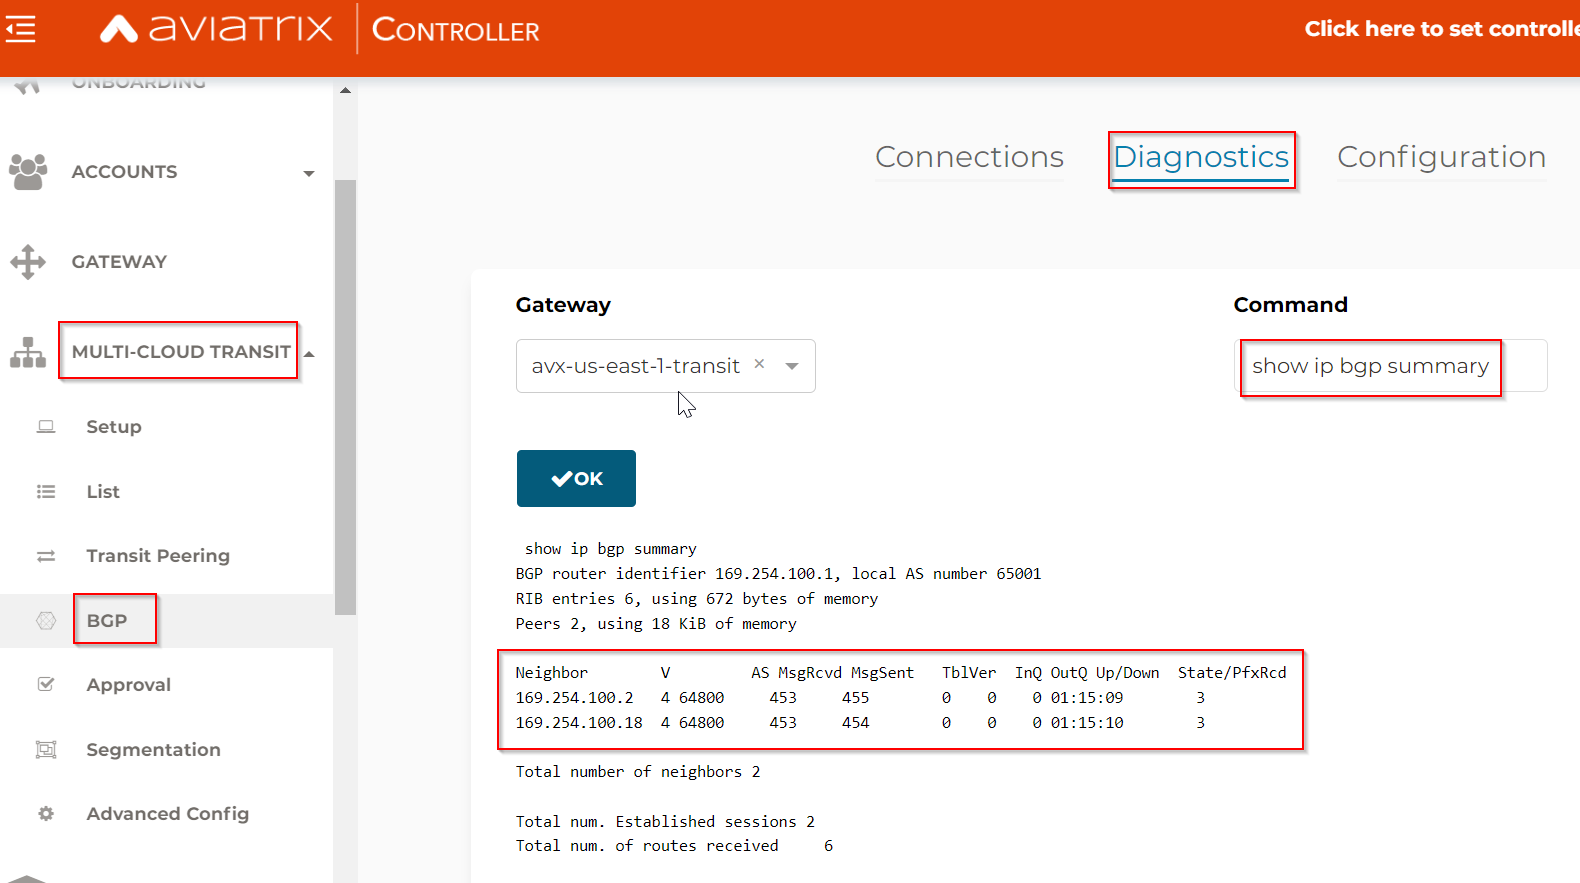 aviatrix CONTROLLER
Click here to set controlle
ONBOARDING
ACCOUNTS
GATEWAY
MULTI-CLOUD TRANSIT
Setup
List
Transit Peering
BGP
Approval
Segmentation
Advanced Config
Connections Diagnostics Configuration
Gateway Command
avx-us-east-1-transit × show ip bgp summary
OK
show ip bgp summary
BGP router identifier 169.254.100.1, local AS number 65001
RIB entries 6, using 672 bytes of memory
Peers 2, using 18 KiB of memory
Neighbor V AS MsgRcvd MsgSent TblVer InQ OutQ Up/Down State/PfxRcd
169.254.100.2 4 64800 453 455 0 0 0 01:15:09 3
169.254.100.18 4 64800 453 454 0 0 0 01:15:10 3
Total number of neighbors 2
Total num. Established sessions 2
Total num. of routes received 6